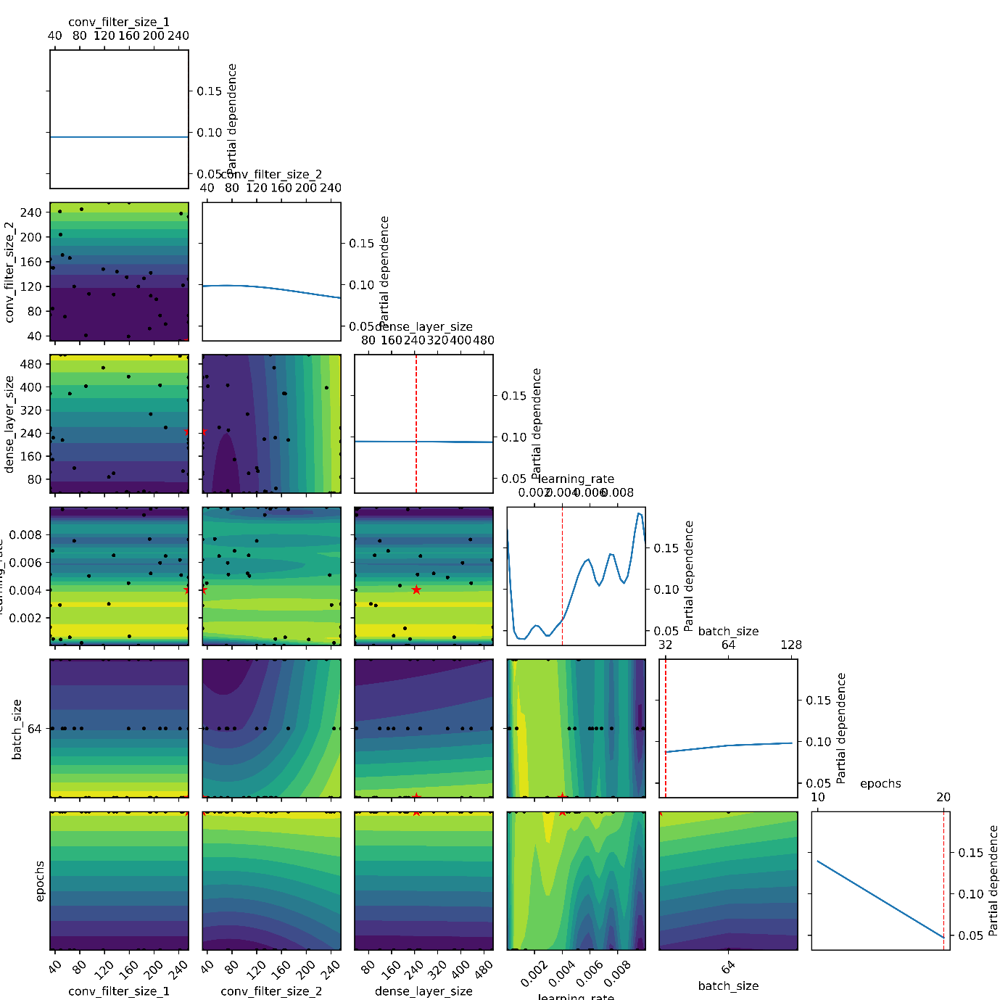 conv_filter_size_1
40 80 120 160 200 240
0.15
0.10
0.05
Partial dependence
conv_filter_size_2
40 80 120 160 200 240
240
200
160
120
80
40
conv_filter_size_2
0.15
0.10
0.05
Partial dependence
dense_layer_size
80 160 240 320 400 480
480
400
320
240
160
80
dense_layer_size
0.15
0.10
0.05
Partial dependence
learning_rate
0.002 0.004 0.006 0.008
0.008
0.006
0.004
0.002
0.15
0.10
0.05
Partial dependence
batch_size
32 64 128
64
batch_size
0.15
0.10
0.05
Partial dependence
epochs
10 20
epochs
0.15
0.10
0.05
Partial dependence
40 80 120 160 200 240
conv_filter_size_1
40 80 120 160 200 240
conv_filter_size_2
80 160 240 320 400 480
dense_layer_size
0.002 0.004 0.006 0.008
learning_rate
64
batch_size